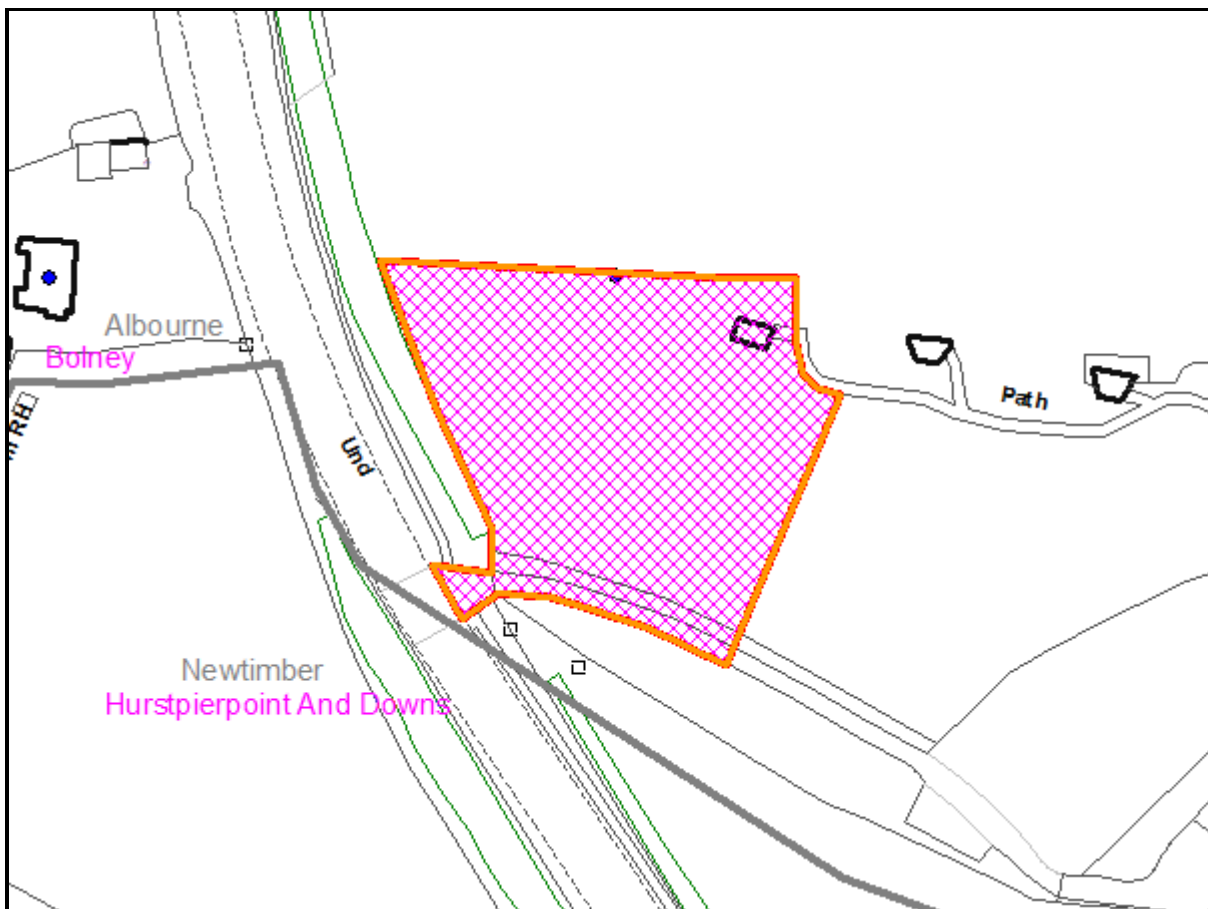 Albourne
Bolney
Path
Und
Newtimber
Hurstpierpoint And Downs